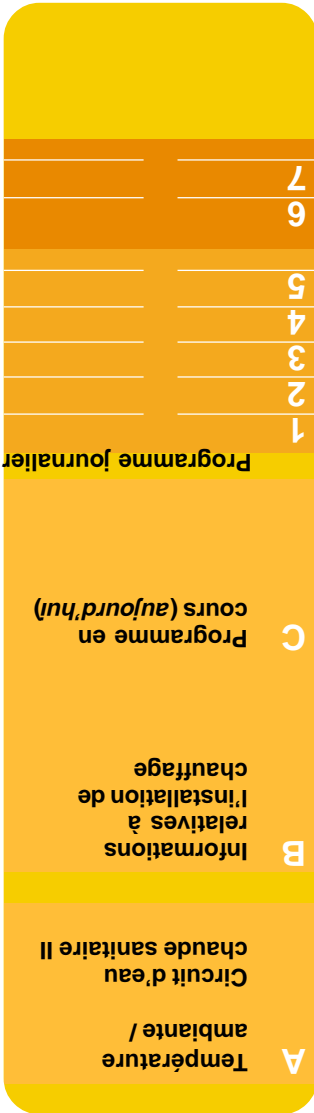 A Température
ambiante /
Circuit d'eau
chaude sanitaire II
B Informations
relatives à
l'installation de
chauffage
C Programme en
cours (aujourd'hui)
Programme journalier
1
2
3
4
5
6
7